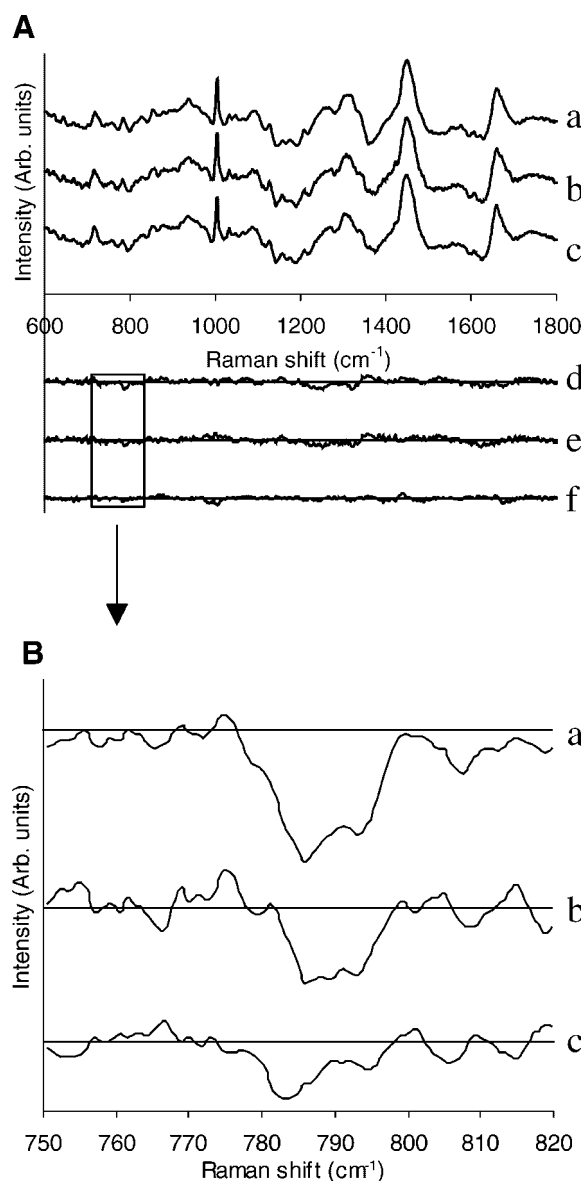 A
Intensity (Arb. units)
a
b
c
600 800 1000 1200 1400 1600 1800
Raman shift (cm⁻¹)
d
e
f
B
Intensity (Arb. units)
a
b
c
750 760 770 780 790 800 810 820
Raman shift (cm⁻¹)